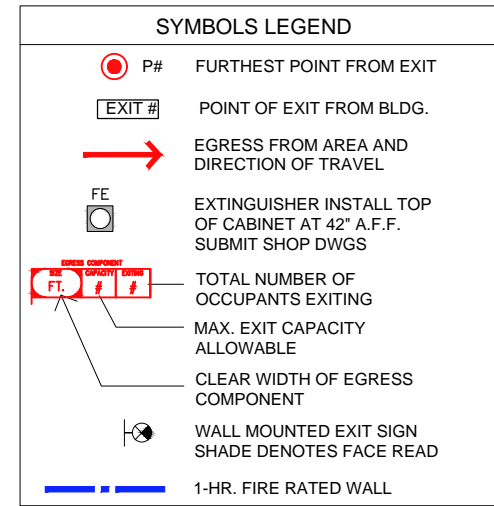 SYMBOLS LEGEND
P# FURTHEST POINT FROM EXIT
EXIT # POINT OF EXIT FROM BLDG.
EGRESS FROM AREA AND
DIRECTION OF TRAVEL
FE
EXTINGUISHER INSTALL TOP
OF CABINET AT 42" A.F.F.
SUBMIT SHOP DWGS
EGRESS COMPONENT
SIZE CAPACITY EXITING
FT. # #
TOTAL NUMBER OF
OCCUPANTS EXITING
MAX. EXIT CAPACITY
ALLOWABLE
CLEAR WIDTH OF EGRESS
COMPONENT
WALL MOUNTED EXIT SIGN
SHADE DENOTES FACE READ
1-HR. FIRE RATED WALL